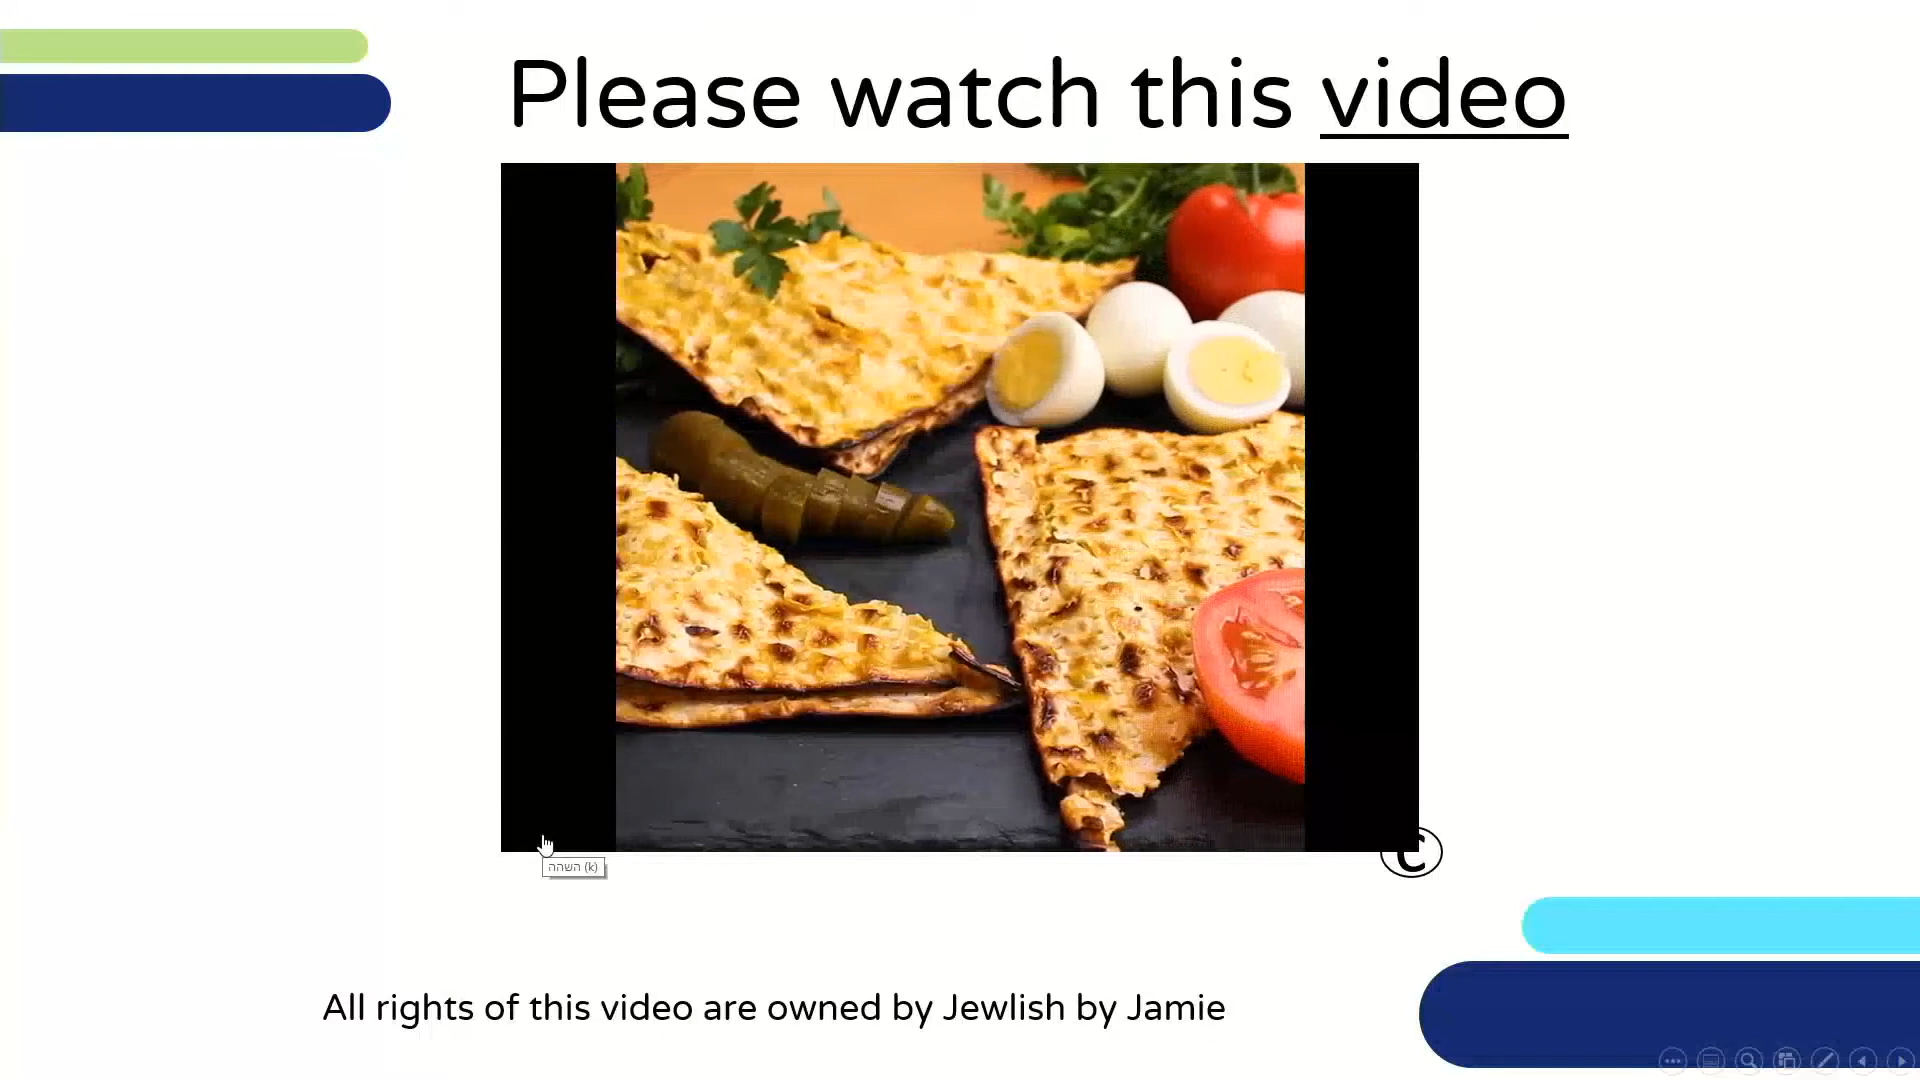 Please watch this video
השהה (k)
©
All rights of this video are owned by Jewlish by Jamie